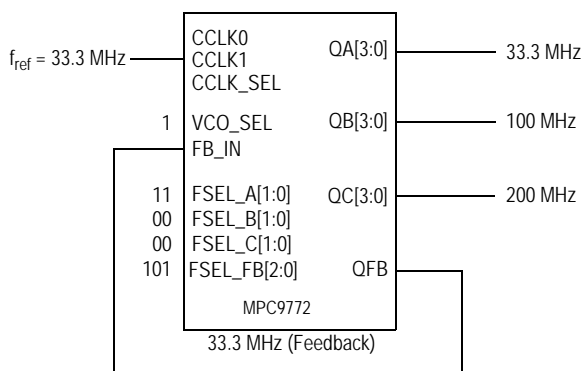 CCLK0
QA[3:0]
33.3 MHz
fref = 33.3 MHz
CCLK1
CCLK_SEL
1
VCO_SEL
QB[3:0]
100 MHz
FB_IN
11
FSEL_A[1:0]
QC[3:0]
200 MHz
00
FSEL_B[1:0]
00
FSEL_C[1:0]
101
FSEL_FB[2:0]
QFB
MPC9772
33.3 MHz (Feedback)